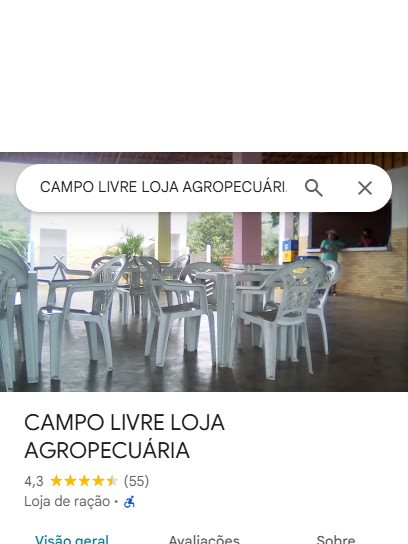 CAMPO LIVRE LOJA AGROPECUÁRI
CAMPO LIVRE LOJA
AGROPECUÁRIA
4,3 (55)
Loja de ração ·
Visão geral Avaliações Sobre